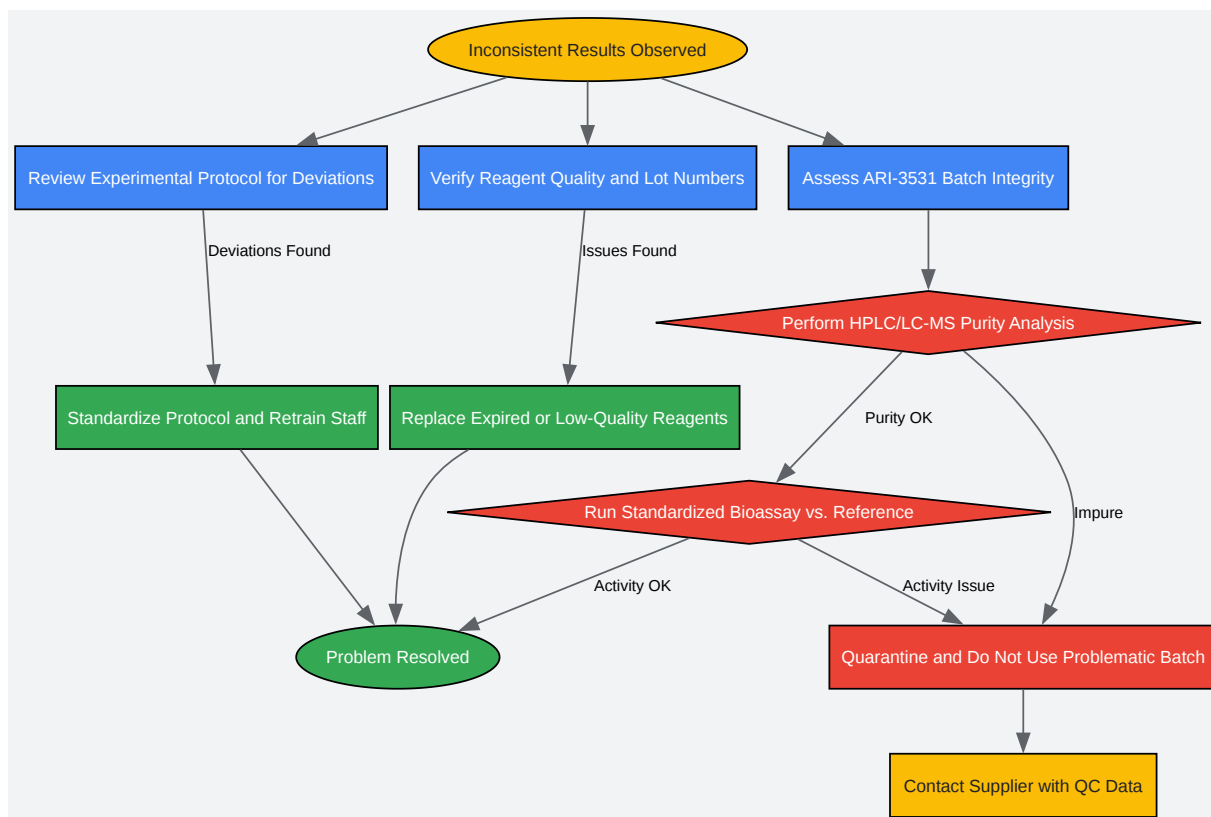 Inconsistent Results Observed
Review Experimental Protocol for Deviations
Verify Reagent Quality and Lot Numbers
Assess ARI-3531 Batch Integrity
Deviations Found
Issues Found
Perform HPLC/LC-MS Purity Analysis
Standardize Protocol and Retrain Staff
Replace Expired or Low-Quality Reagents
Purity OK
Run Standardized Bioassay vs. Reference
Impure
Activity OK
Activity Issue
Problem Resolved
Quarantine and Do Not Use Problematic Batch
Contact Supplier with QC Data